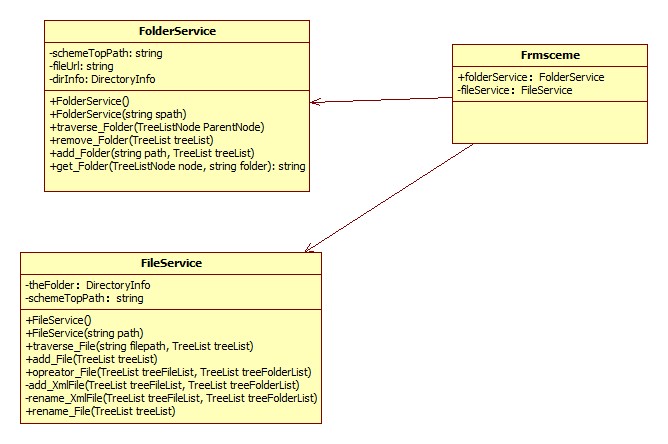 FolderService
-schemeTopPath: string
-fileUrl: string
-dirInfo: DirectoryInfo
+FolderService()
+FolderService(string spath)
+traverse_Folder(TreeListNode ParentNode)
+remove_Folder(TreeList treeList)
+add_Folder(string path, TreeList treeList)
+get_Folder(TreeListNode node, string folder): string
Frmsceme
+folderService: FolderService
-fileService: FileService
FileService
-theFolder: DirectoryInfo
-schemeTopPath: string
+FileService()
+FileService(string path)
+traverse_File(string filepath, TreeList treeList)
+add_File(TreeList treeList)
+opreator_File(TreeList treeFileList, TreeList treeFolderList)
-add_XmlFile(TreeList treeFileList, TreeList treeFolderList)
-rename_XmlFile(TreeList treeFileList, TreeList treeFolderList)
+rename_File(TreeList treeList)